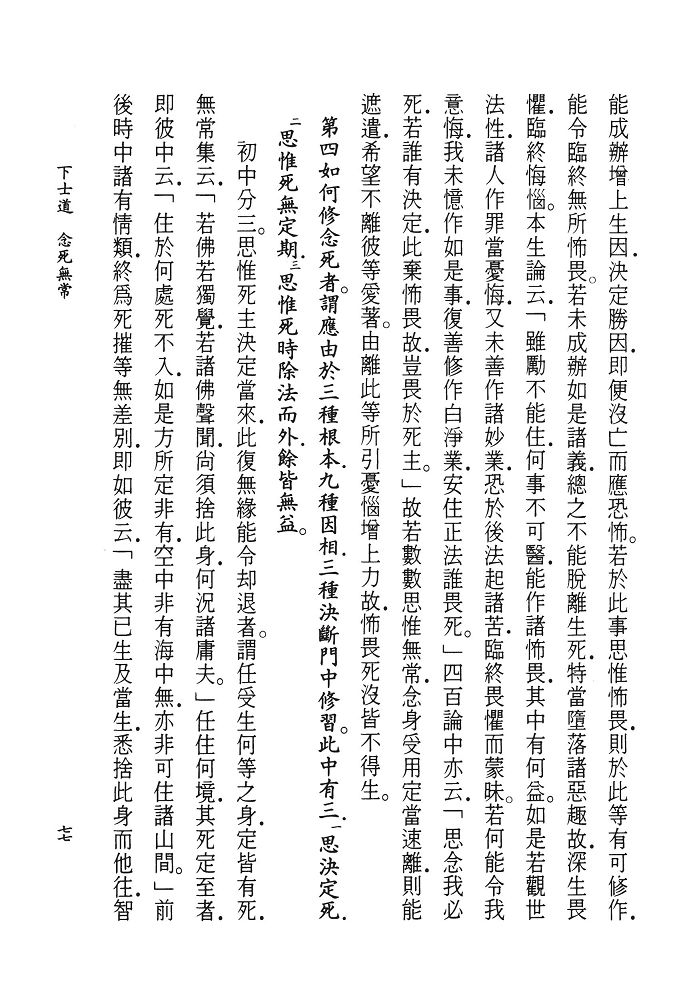 能成辦增上生因.決定勝因.即便沒亡而應恐怖。若於此事思惟怖畏.則於此等有可修作.
能令臨終無所怖畏。若未成辦如是諸義.總之不能脫離生死.特當墮落諸惡趣故.深生畏
懼.臨終悔惱。本生論云.「雖勵不能住.何事不可醫.能作諸怖畏.其中有何益。如是若觀世
法性.諸人作罪當憂悔.又未善作諸妙業.恐於後法起諸苦.臨終畏懼而蒙昧。若何能令我
意悔.我未憶作如是事.復善修作白淨業.安住正法誰畏死。」四百論中亦云.「思念我必
死.若誰有決定.此棄怖畏故.豈畏於死主。」故若數數思惟無常.念身受用定當速離.則能
遮遣.希望不離彼等愛著。由離此等所引憂惱增上力故.怖畏死沒皆不得生。
第四如何修念死者。謂應由於三種根本.九種因相.三種決斷門中修習。此中有三.一思決定死.
二思惟死無定期.三思惟死時除法而外.餘皆無益。
初中分三。思惟死主決定當來.此復無緣能令却退者。謂任受生何等之身.定皆有死.
無常集云.「若佛若獨覺.若諸佛聲聞.尚須捨此身.何況諸庸夫。」任住何境.其死定至者.
即彼中云.「住於何處死不入.如是方所定非有.空中非有海中無.亦非可住諸山間。」前
後時中諸有情類.終為死摧等無差別.即如彼云.「盡其已生及當生.悉捨此身而他往.智
下士道 念死無常
七七